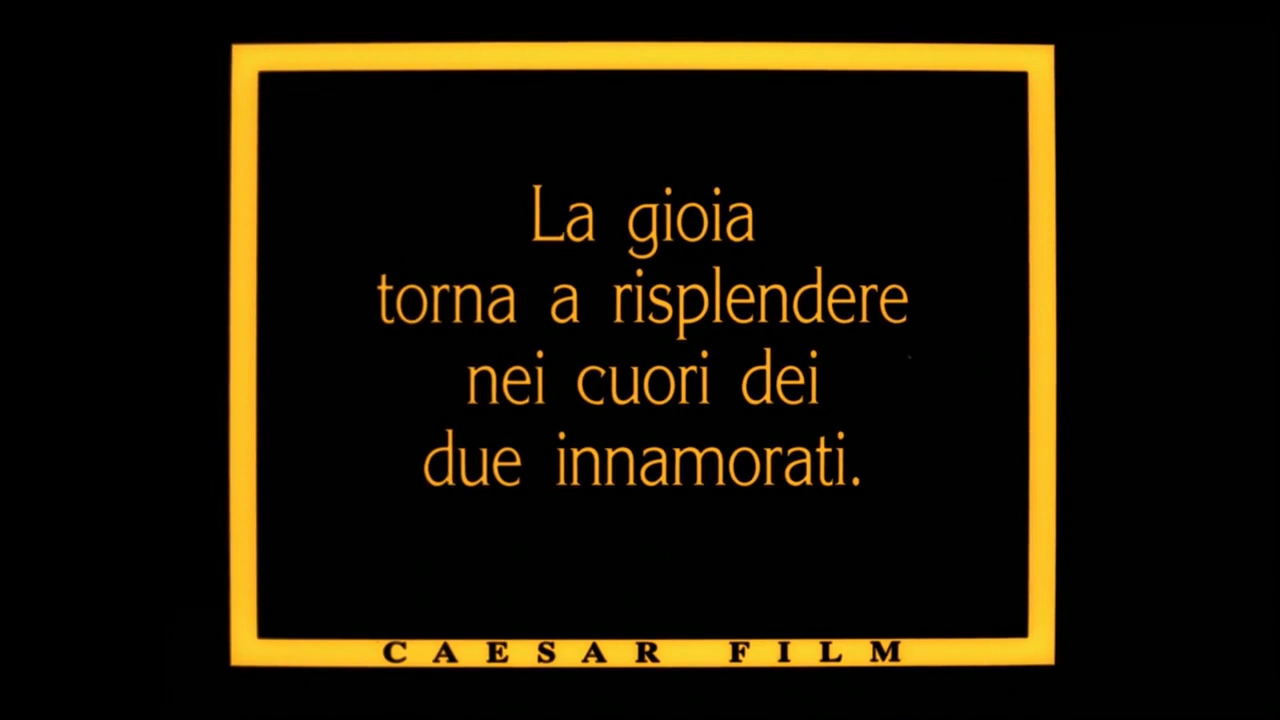 La gioia
torna a risplendere
nei cuori dei
due innamorati.
CAESAR FILM